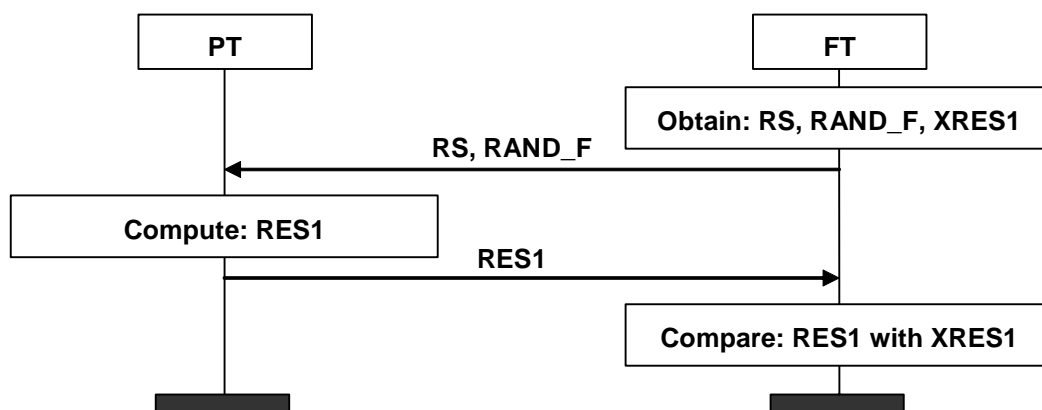 PT
FT
Obtain: RS, RAND_F, XRES1
RS, RAND_F
Compute: RES1
RES1
Compare: RES1 with XRES1